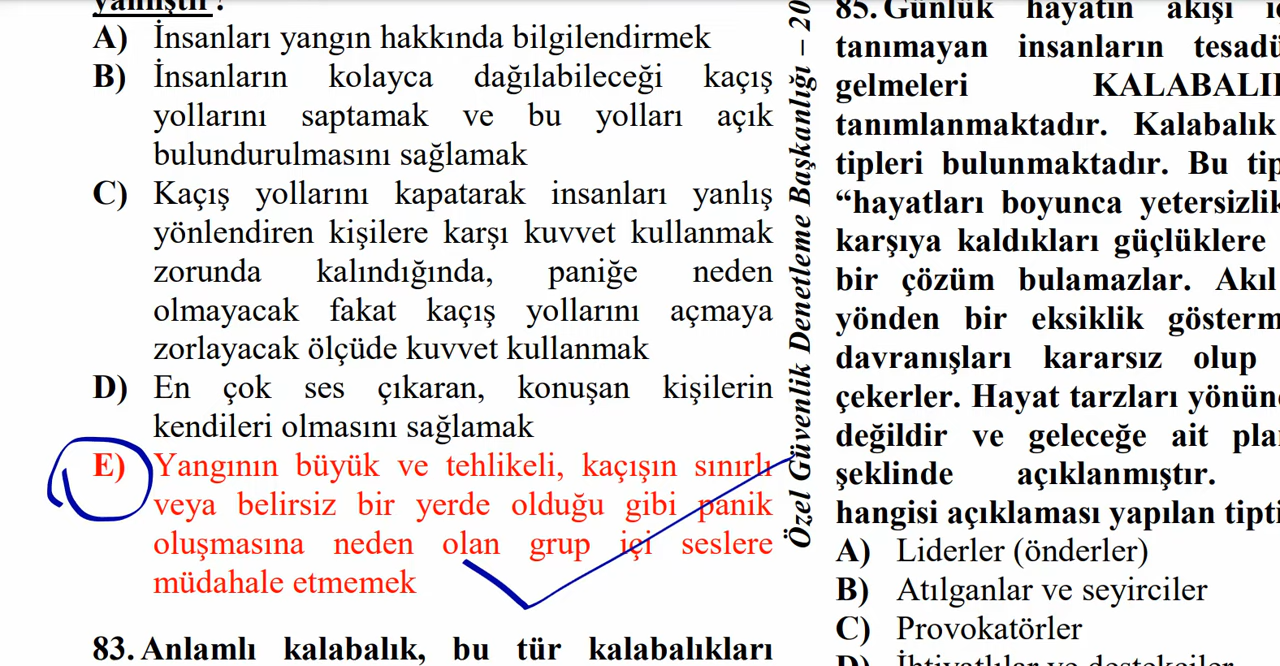 yanlıştır?
A) İnsanları yangın hakkında bilgilendirmek
B) İnsanların kolayca dağılabileceği kaçış
yollarını saptamak ve bu yolları açık
bulundurulmasını sağlamak
C) Kaçış yollarını kapatarak insanları yanlış
yönlendiren kişilere karşı kuvvet kullanmak
zorunda kalındığında, paniğe neden
olmayacak fakat kaçış yollarını açmaya
zorlayacak ölçüde kuvvet kullanmak
D) En çok ses çıkaran, konuşan kişilerin
kendileri olmasını sağlamak
E) Yangının büyük ve tehlikeli, kaçışın sınırlı
veya belirsiz bir yerde olduğu gibi panik
oluşmasına neden olan grup içi seslere
müdahale etmemek
83. Anlamlı kalabalık, bu tür kalabalıkları
Özel Güvenlik Denetleme Başkanlığı – 20
85. Günlük hayatın akışı
tanımayan insanların
gelmeleri
tanımlanmaktadır. Kalabalık
tipleri bulunmaktadır. Bu
“hayatları boyunca
karşıya kaldıkları güçlüklere
bir çözüm bulamazlar. Akıl
yönden bir eksiklik
davranışları kararsız olup
çekerler. Hayat tarzları
değildir ve geleceğe ait
şeklinde açıklanmıştır.
hangisi açıklaması yapılan
A) Liderler (önderler)
B) Atılganlar ve seyirciler
C) Provokatörler
D) İhtiyatlılar ve destekçiler